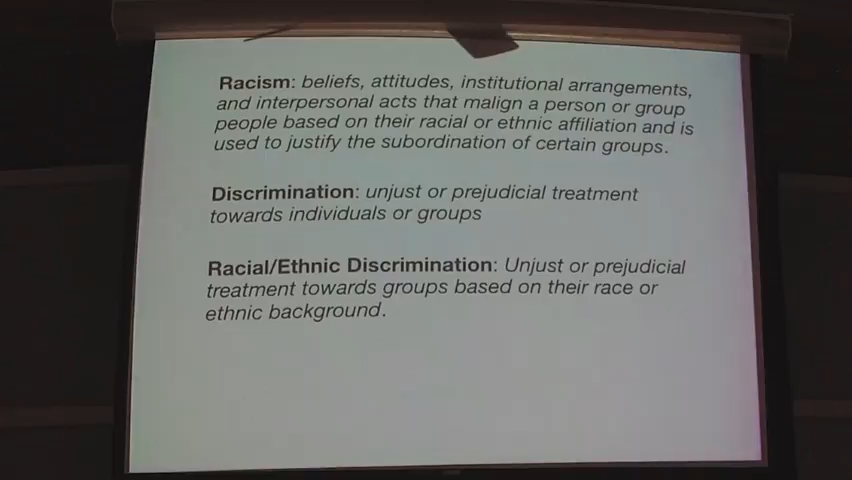 Racism: beliefs, attitudes, institutional arrangements,
and interpersonal acts that malign a person or group
people based on their racial or ethnic affiliation and is
used to justify the subordination of certain groups.
Discrimination: unjust or prejudicial treatment
towards individuals or groups
Racial/Ethnic Discrimination: Unjust or prejudicial
treatment towards groups based on their race or
ethnic background.